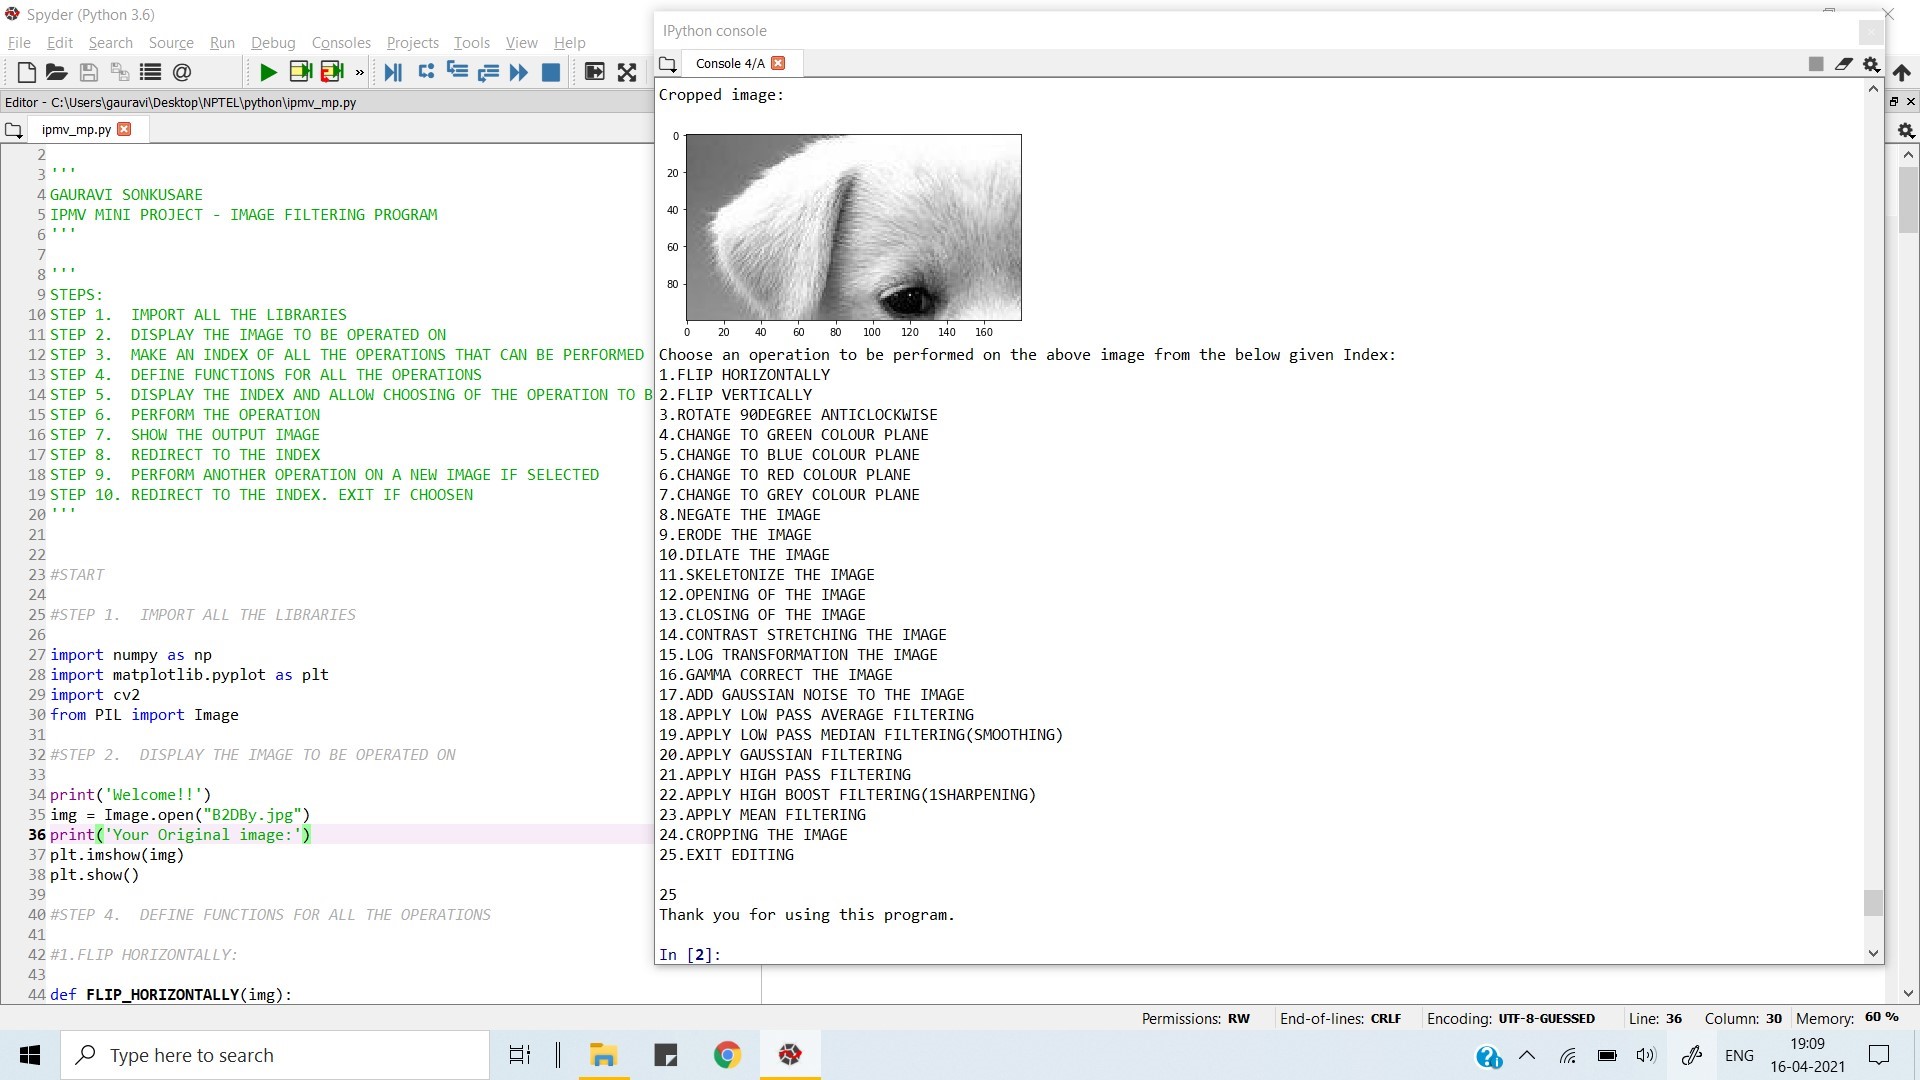 Spyder (Python 3.6)
File Edit Search Source Run Debug Consoles Projects Tools View Help
Editor - C:\Users\gauravi\Desktop\NPTEL\python\ipmv_mp.py
ipmv_mp.py
2
3 '''
4 GAURAVI SONKUSARE
5 IPMV MINI PROJECT - IMAGE FILTERING PROGRAM
6 '''
7
8 '''
9 STEPS:
10 STEP 1.  IMPORT ALL THE LIBRARIES
11 STEP 2.  DISPLAY THE IMAGE TO BE OPERATED ON
12 STEP 3.  MAKE AN INDEX OF ALL THE OPERATIONS THAT CAN BE PERFORMED
13 STEP 4.  DEFINE FUNCTIONS FOR ALL THE OPERATIONS
14 STEP 5.  DISPLAY THE INDEX AND ALLOW CHOOSING OF THE OPERATION TO B
15 STEP 6.  PERFORM THE OPERATION
16 STEP 7.  SHOW THE OUTPUT IMAGE
17 STEP 8.  REDIRECT TO THE INDEX
18 STEP 9.  PERFORM ANOTHER OPERATION ON A NEW IMAGE IF SELECTED
19 STEP 10. REDIRECT TO THE INDEX. EXIT IF CHOOSEN
20 '''
21
22
23 #START
24
25 #STEP 1.  IMPORT ALL THE LIBRARIES
26
27 import numpy as np
28 import matplotlib.pyplot as plt
29 import cv2
30 from PIL import Image
31
32 #STEP 2.  DISPLAY THE IMAGE TO BE OPERATED ON
33
34 print('Welcome!!')
35 img = Image.open("B2DBy.jpg")
36 print('Your Original image:')
37 plt.imshow(img)
38 plt.show()
39
40 #STEP 4.  DEFINE FUNCTIONS FOR ALL THE OPERATIONS
41
42 #1.FLIP HORIZONTALLY:
43
44 def FLIP_HORIZONTALLY(img):
IPython console
Console 4/A
Cropped image:
0
20
40
60
80
0 20 40 60 80 100 120 140 160
Choose an operation to be performed on the above image from the below given Index:
1.FLIP HORIZONTALLY
2.FLIP VERTICALLY
3.ROTATE 90DEGREE ANTICLOCKWISE
4.CHANGE TO GREEN COLOUR PLANE
5.CHANGE TO BLUE COLOUR PLANE
6.CHANGE TO RED COLOUR PLANE
7.CHANGE TO GREY COLOUR PLANE
8.NEGATE THE IMAGE
9.ERODE THE IMAGE
10.DILATE THE IMAGE
11.SKELETONIZE THE IMAGE
12.OPENING OF THE IMAGE
13.CLOSING OF THE IMAGE
14.CONTRAST STRETCHING THE IMAGE
15.LOG TRANSFORMATION THE IMAGE
16.GAMMA CORRECT THE IMAGE
17.ADD GAUSSIAN NOISE TO THE IMAGE
18.APPLY LOW PASS AVERAGE FILTERING
19.APPLY LOW PASS MEDIAN FILTERING(SMOOTHING)
20.APPLY GAUSSIAN FILTERING
21.APPLY HIGH PASS FILTERING
22.APPLY HIGH BOOST FILTERING(1SHARPENING)
23.APPLY MEAN FILTERING
24.CROPPING THE IMAGE
25.EXIT EDITING
25
Thank you for using this program.
In [2]:
Permissions: RW End-of-lines: CRLF Encoding: UTF-8-GUESSED Line: 36 Column: 30 Memory: 60 %
Type here to search
ENG
19:09
16-04-2021